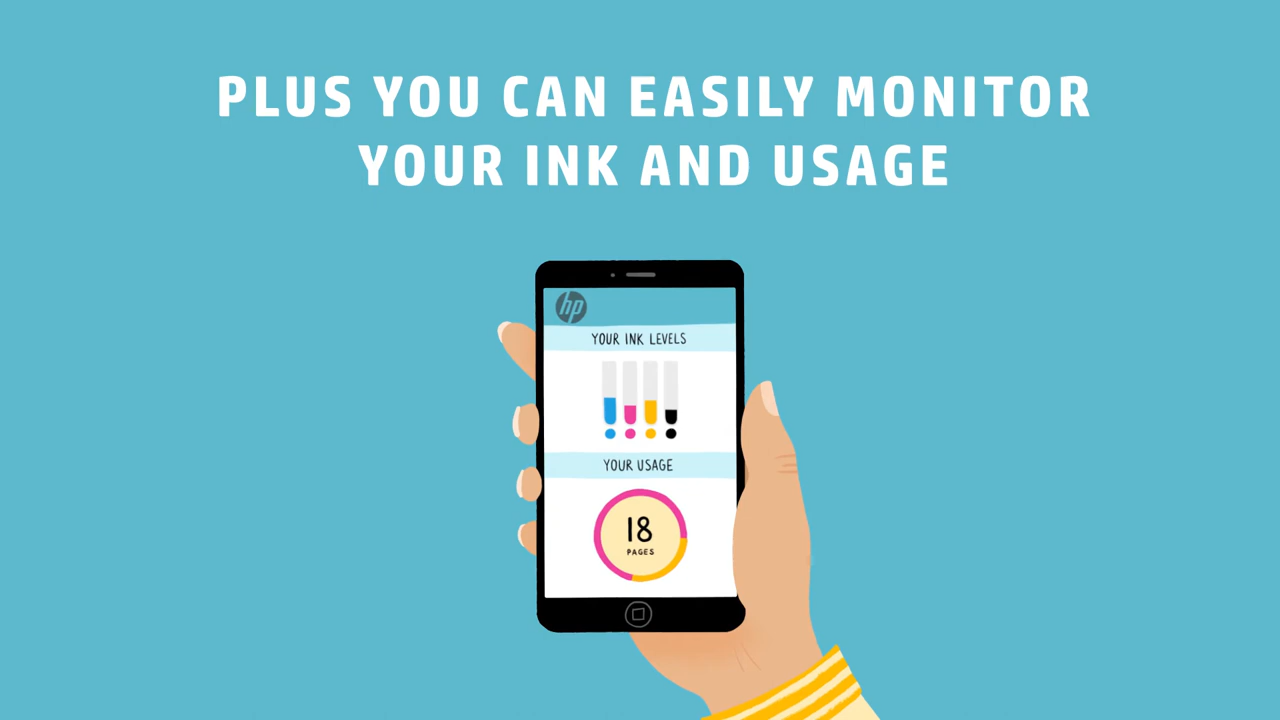 PLUS YOU CAN EASILY MONITOR
YOUR INK AND USAGE
hp
YOUR INK LEVELS
YOUR USAGE
18
PAGES